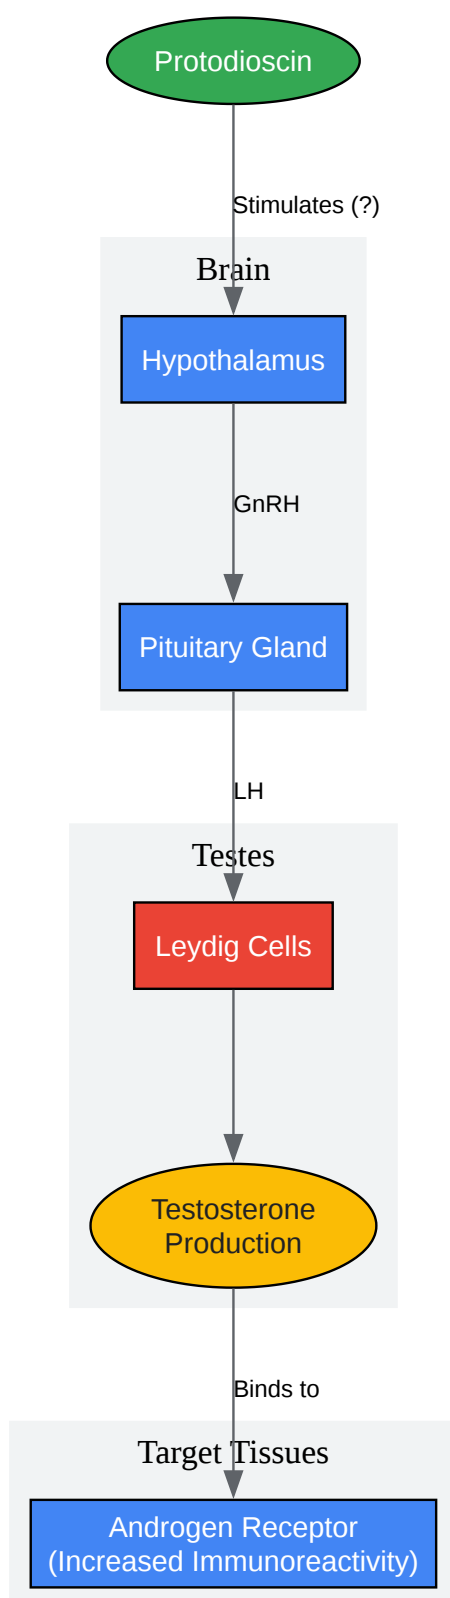 Protodioscin
Stimulates (?)
Brain
Hypothalamus
GnRH
Pituitary Gland
LH
Testes
Leydig Cells
Testosterone
Production
Binds to
Target Tissues
Androgen Receptor
(Increased Immunoreactivity)